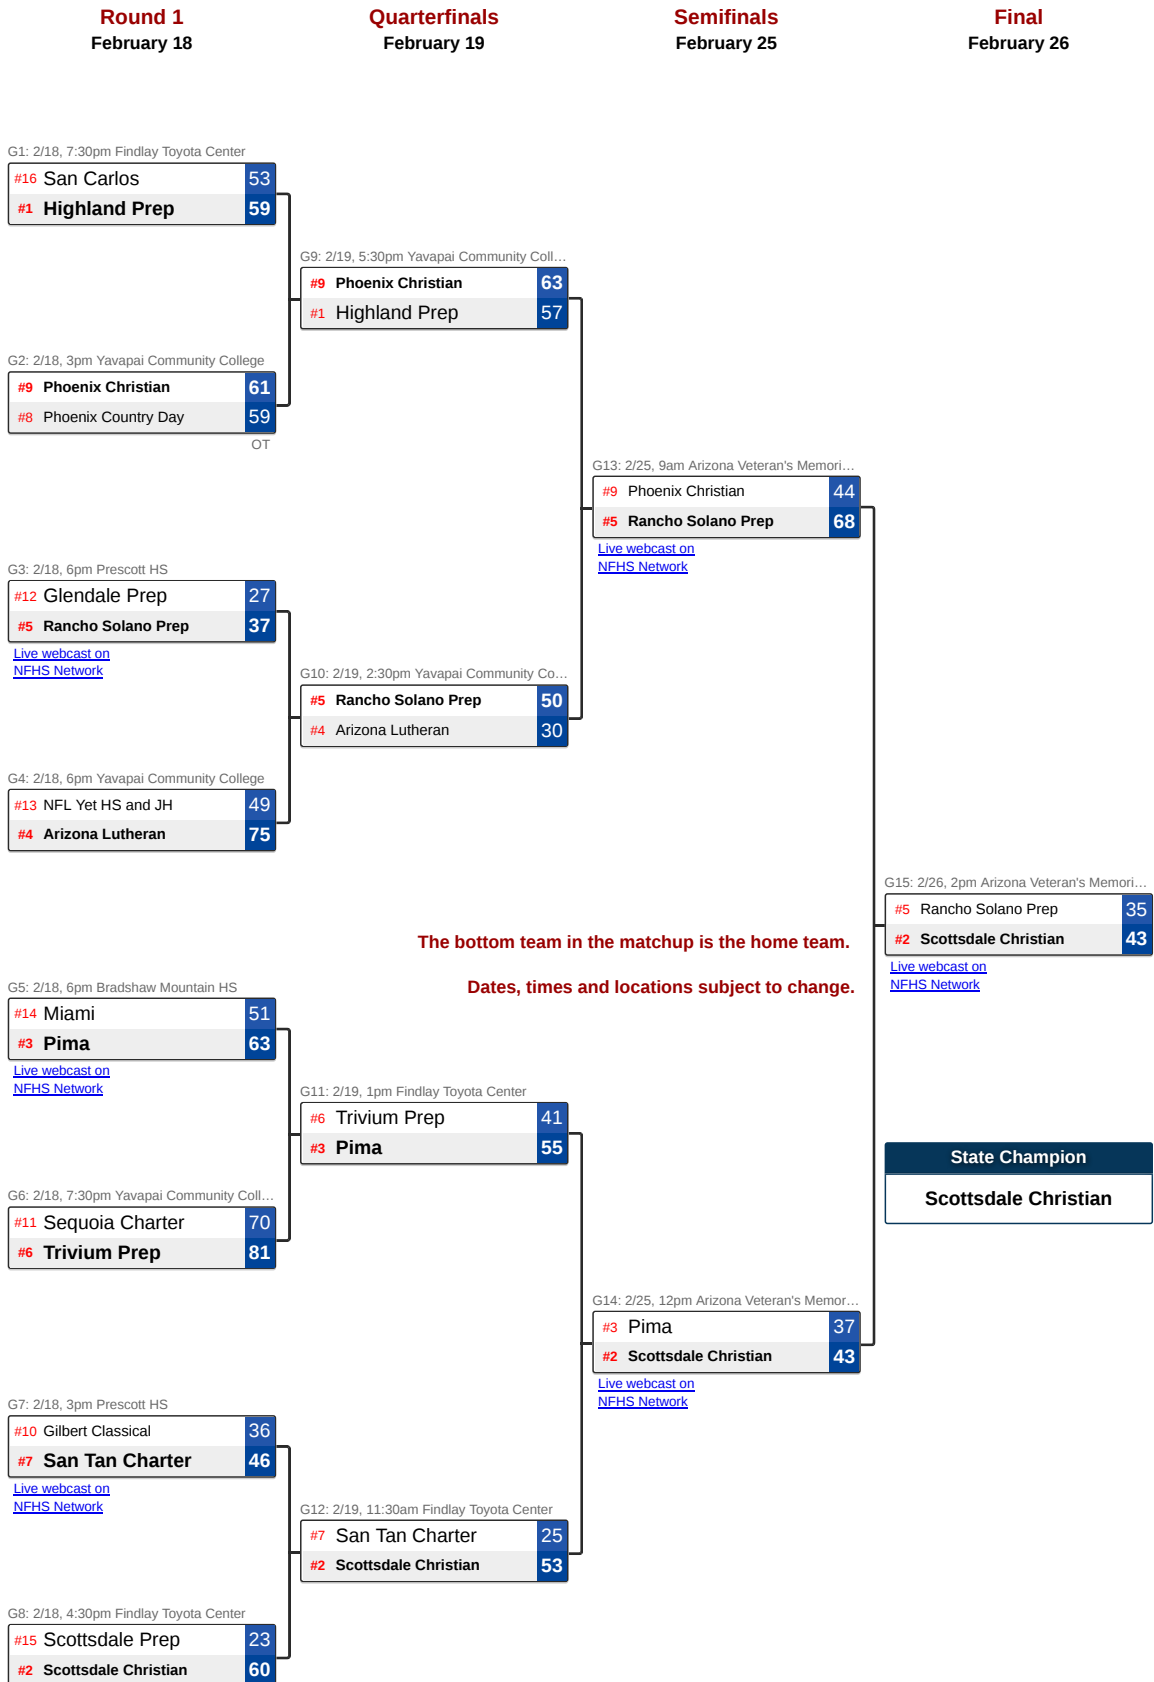 Round 1
February 18
Quarterfinals
February 19
Semifinals
February 25
Final
February 26
G1: 2/18, 7:30pm Findlay Toyota Center
#16 San Carlos 53
#1 Highland Prep 59
G9: 2/19, 5:30pm Yavapai Community Coll…
#9 Phoenix Christian 63
#1 Highland Prep 57
G2: 2/18, 3pm Yavapai Community College
#9 Phoenix Christian 61
#8 Phoenix Country Day 59
OT
G13: 2/25, 9am Arizona Veteran's Memori…
#9 Phoenix Christian 44
#5 Rancho Solano Prep 68
Live webcast on
NFHS Network
G3: 2/18, 6pm Prescott HS
#12 Glendale Prep 27
#5 Rancho Solano Prep 37
Live webcast on
NFHS Network
G10: 2/19, 2:30pm Yavapai Community Co…
#5 Rancho Solano Prep 50
#4 Arizona Lutheran 30
G4: 2/18, 6pm Yavapai Community College
#13 NFL Yet HS and JH 49
#4 Arizona Lutheran 75
G15: 2/26, 2pm Arizona Veteran's Memori…
#5 Rancho Solano Prep 35
#2 Scottsdale Christian 43
Live webcast on
NFHS Network
The bottom team in the matchup is the home team.
Dates, times and locations subject to change.
G5: 2/18, 6pm Bradshaw Mountain HS
#14 Miami 51
#3 Pima 63
Live webcast on
NFHS Network
G11: 2/19, 1pm Findlay Toyota Center
#6 Trivium Prep 41
#3 Pima 55
State Champion
Scottsdale Christian
G6: 2/18, 7:30pm Yavapai Community Coll…
#11 Sequoia Charter 70
#6 Trivium Prep 81
G14: 2/25, 12pm Arizona Veteran's Memor…
#3 Pima 37
#2 Scottsdale Christian 43
Live webcast on
NFHS Network
G7: 2/18, 3pm Prescott HS
#10 Gilbert Classical 36
#7 San Tan Charter 46
Live webcast on
NFHS Network
G12: 2/19, 11:30am Findlay Toyota Center
#7 San Tan Charter 25
#2 Scottsdale Christian 53
G8: 2/18, 4:30pm Findlay Toyota Center
#15 Scottsdale Prep 23
#2 Scottsdale Christian 60